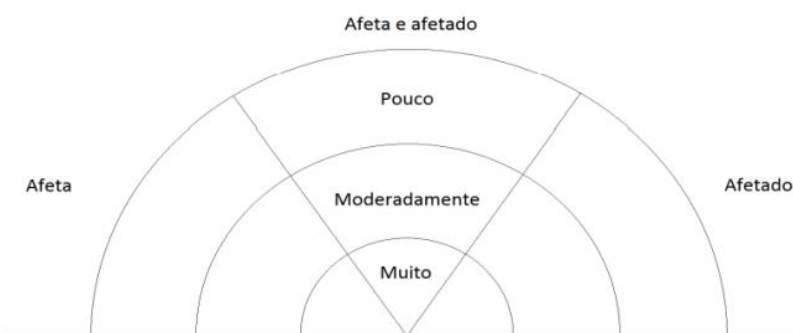 Afeta e afetado
Pouco
Afeta
Afetado
Moderadamente
Muito